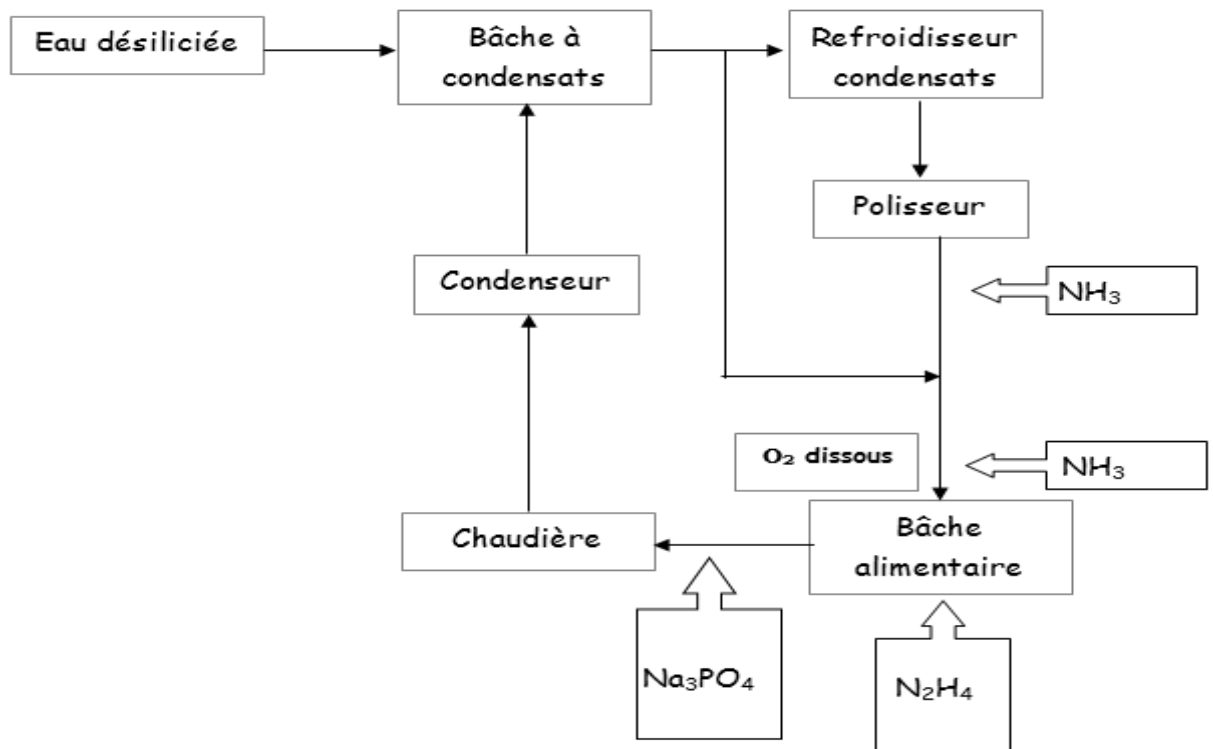 Eau désiliciée
Bâche à
condensats
Refroidisseur
condensats
Polisseur
Condenseur
NH₃
O₂ dissous
NH₃
Chaudière
Bâche
alimentaire
Na₃PO₄
N₂H₄